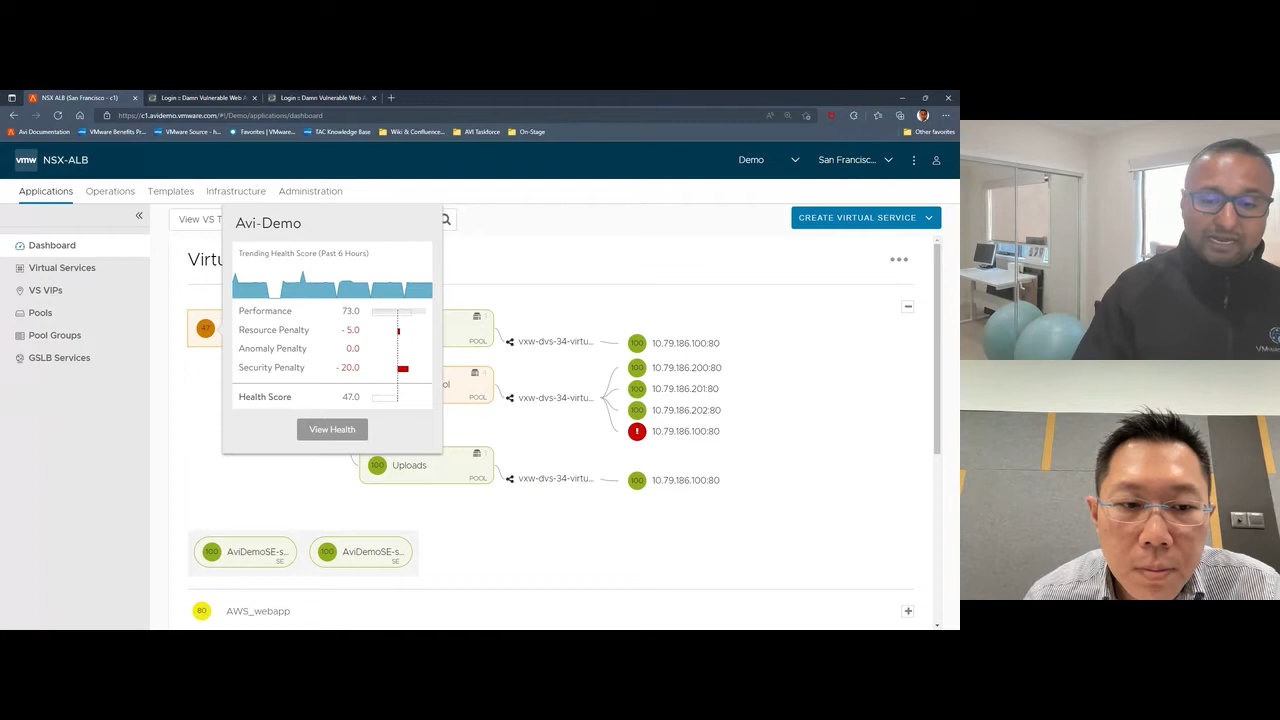 NSX ALB (San Francisco - c1)
Login :: Damn Vulnerable Web A
Login :: Damn Vulnerable Web A
https://c1.avidemo.vmware.com/#!/Demo/applications/dashboard
Avi Documentation
VMware Benefits Pr...
VMware Source - h...
Favorites | VMware...
TAC Knowledge Base
Wiki & Confluence...
AVI Taskforce
On-Stage
Other favorites
vmw NSX-ALB
Demo
San Francisc...
Applications
Operations
Templates
Infrastructure
Administration
Dashboard
Virtual Services
VS VIPs
Pools
Pool Groups
GSLB Services
View VS T
CREATE VIRTUAL SERVICE
Virtu
47
Avi-Demo
Trending Health Score (Past 6 Hours)
Performance 73.0
Resource Penalty - 5.0
Anomaly Penalty 0.0
Security Penalty - 20.0
Health Score 47.0
View Health
POOL
vxw-dvs-34-virtu...
100 10.79.186.100:80
ol
POOL
vxw-dvs-34-virtu...
100 10.79.186.200:80
100 10.79.186.201:80
100 10.79.186.202:80
! 10.79.186.100:80
100 Uploads
POOL
vxw-dvs-34-virtu...
100 10.79.186.100:80
100 AviDemoSE-s...
SE
100 AviDemoSE-s...
SE
80 AWS_webapp